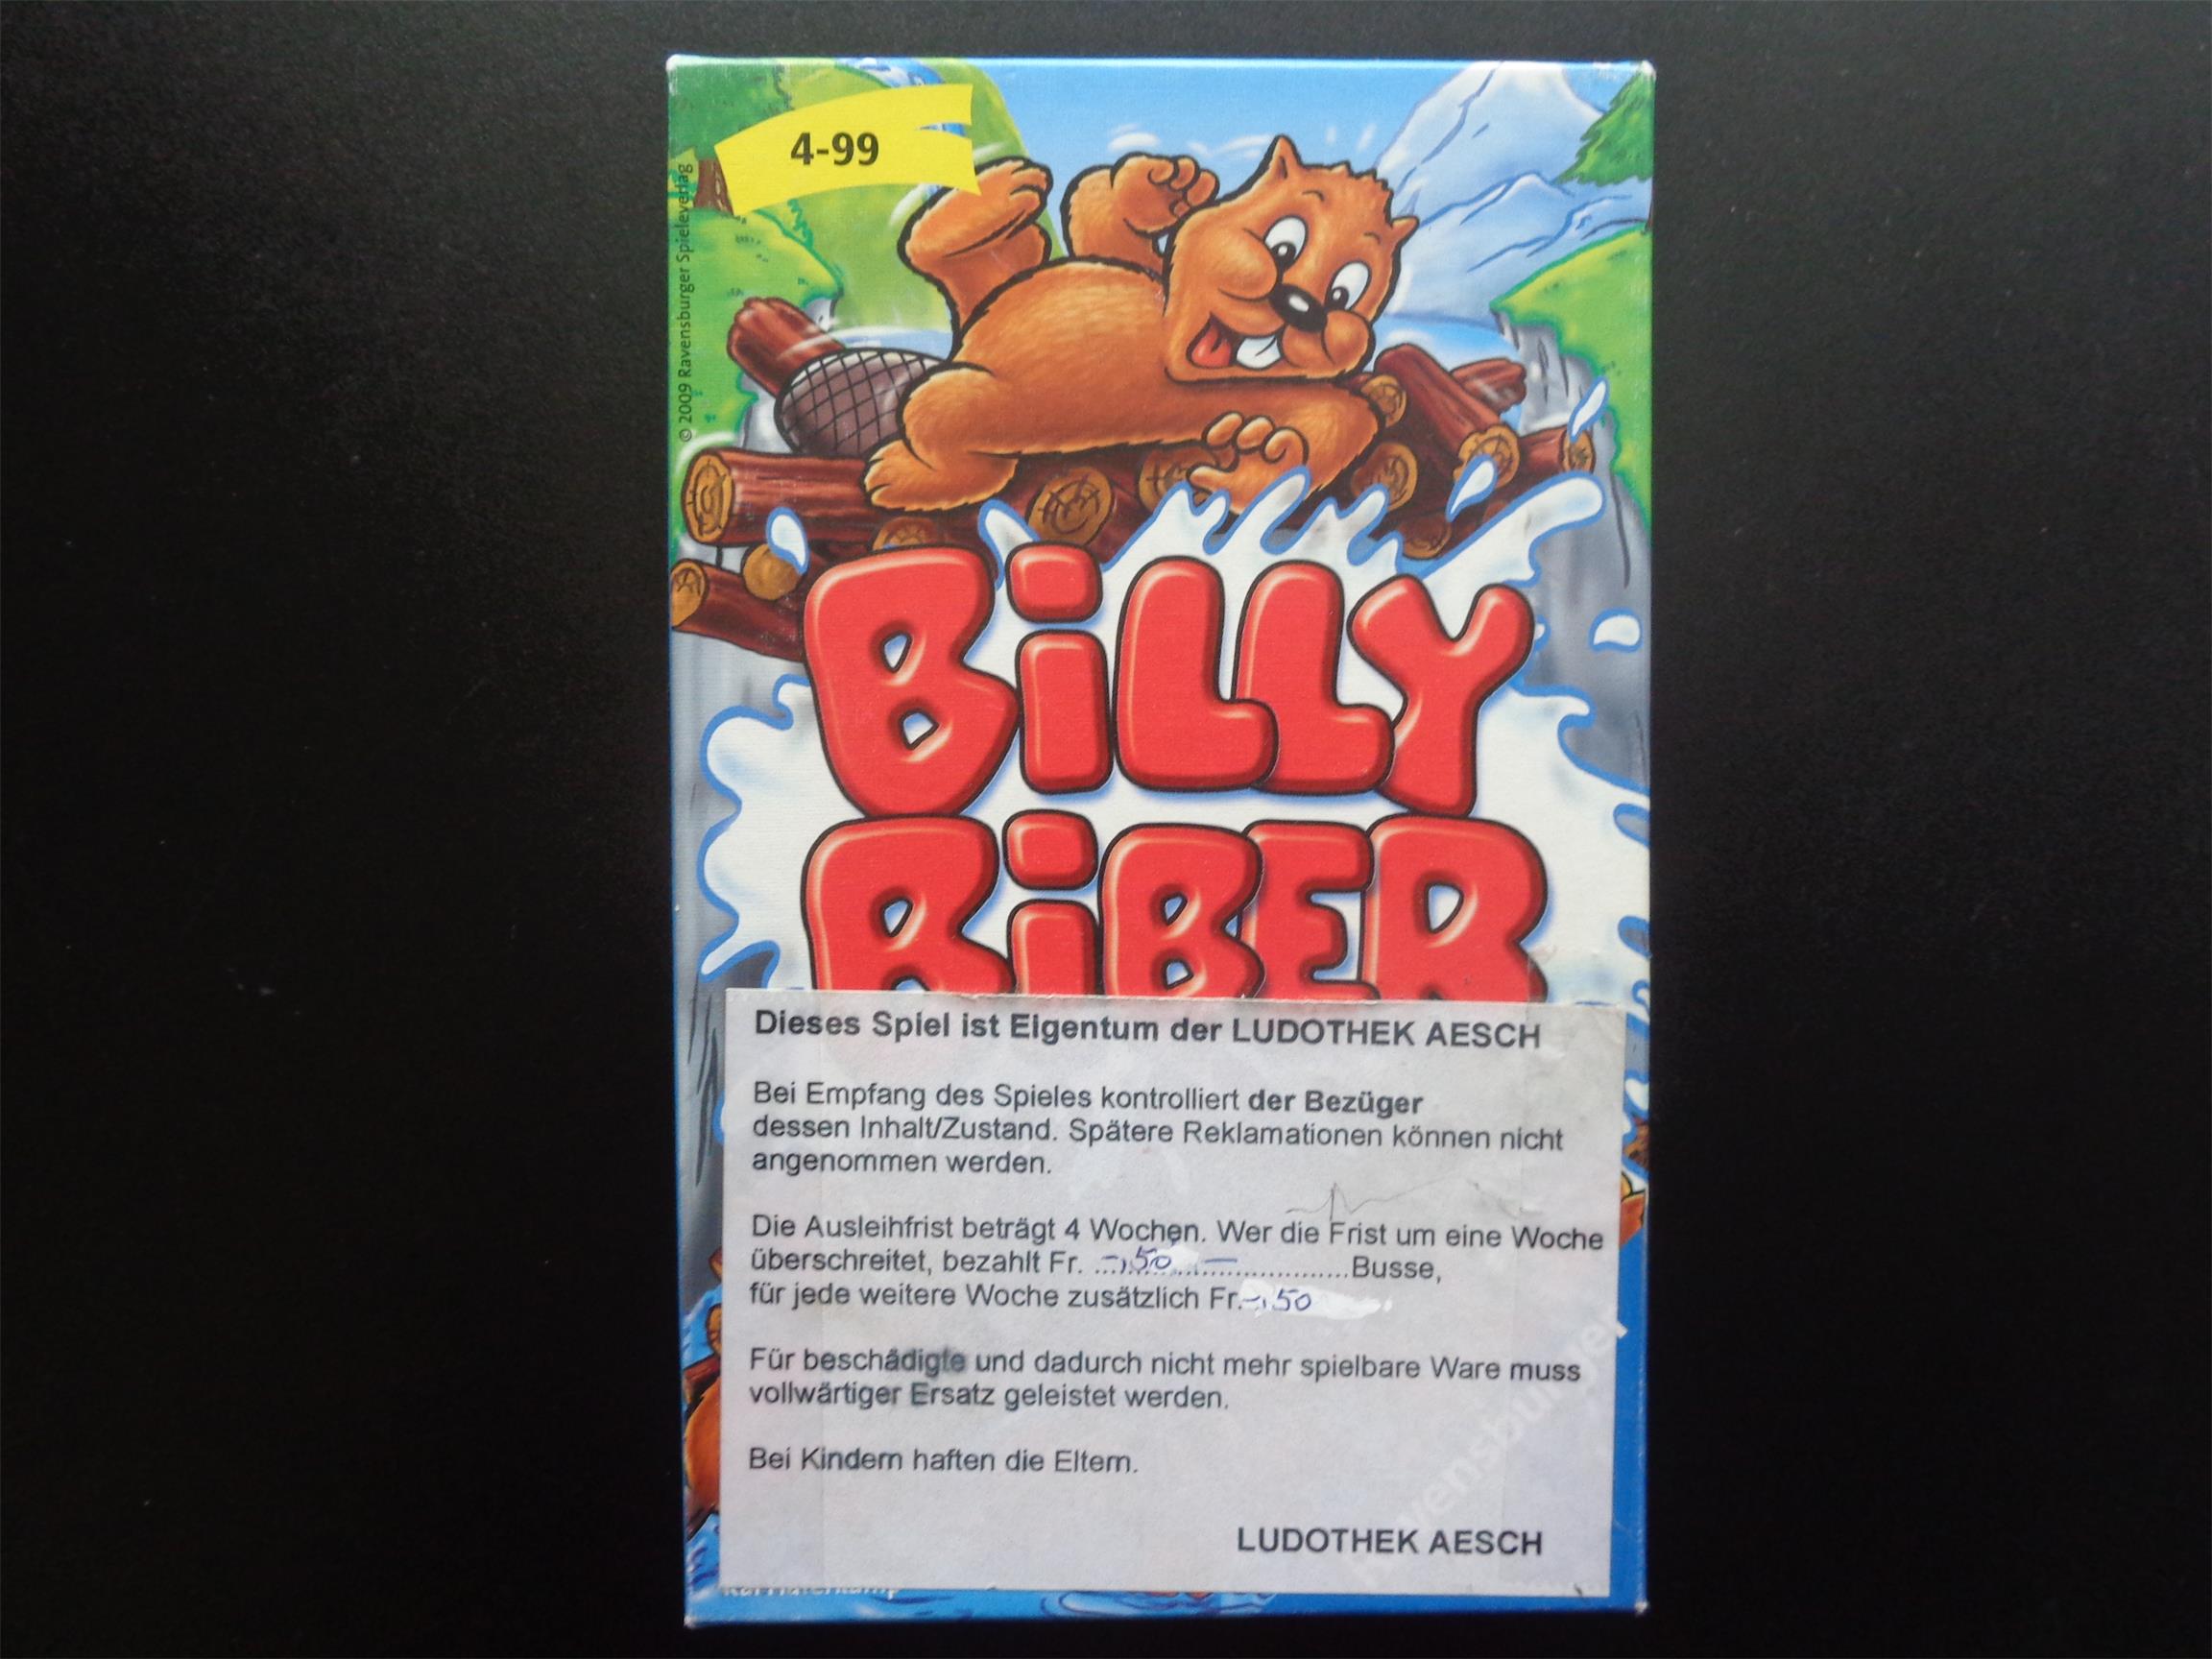 4-99
© 2009 Ravensburger Spieleverlag
BiLLY
BiBER
Dieses Spiel ist Eigentum der LUDOTHEK AESCH
Bei Empfang des Spieles kontrolliert der Bezüger
dessen Inhalt/Zustand. Spätere Reklamationen können nicht
angenommen werden.
Die Ausleihfrist beträgt 4 Wochen. Wer die Frist um eine Woche
überschreitet, bezahlt Fr. -,50 — Busse,
für jede weitere Woche zusätzlich Fr. -,50
Für beschädigte und dadurch nicht mehr spielbare Ware muss
vollwärtiger Ersatz geleistet werden.
Bei Kindern haften die Eltern.
LUDOTHEK AESCH